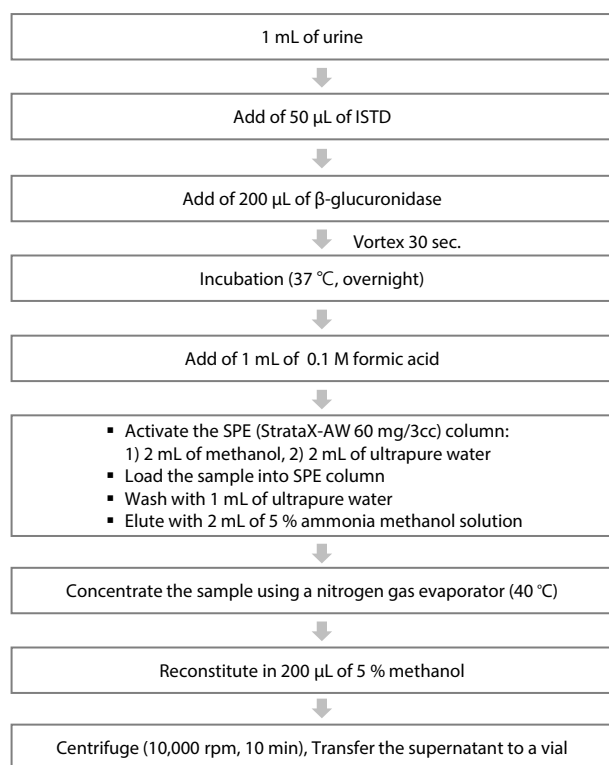 1 mL of urine
Add of 50 μL of ISTD
Add of 200 μL of β-glucuronidase
Vortex 30 sec.
Incubation (37 ℃, overnight)
Add of 1 mL of 0.1 M formic acid
▪ Activate the SPE (StrataX-AW 60 mg/3cc) column:
1) 2 mL of methanol, 2) 2 mL of ultrapure water
▪ Load the sample into SPE column
▪ Wash with 1 mL of ultrapure water
▪ Elute with 2 mL of 5 % ammonia methanol solution
Concentrate the sample using a nitrogen gas evaporator (40 ℃)
Reconstitute in 200 μL of 5 % methanol
Centrifuge (10,000 rpm, 10 min), Transfer the supernatant to a vial